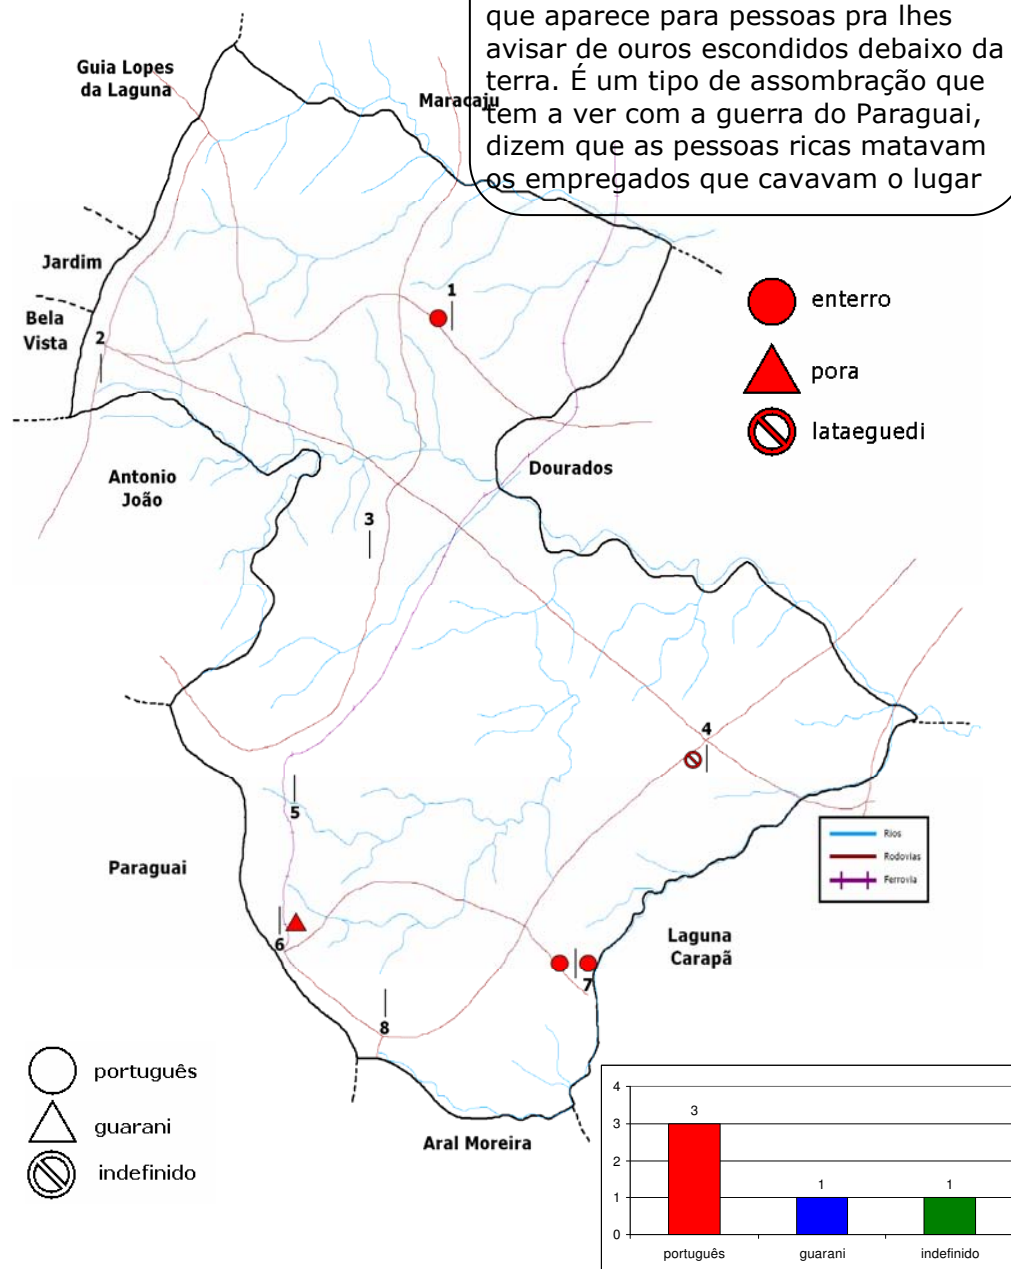 que aparece para pessoas pra lhes
avisar de ouros escondidos debaixo da
terra. É um tipo de assombração que
tem a ver com a guerra do Paraguai,
dizem que as pessoas ricas matavam
os empregados que cavavam o lugar
Guia Lopes
da Laguna
Maracaju
Jardim
Bela
Vista
1
2
enterro
pora
lataeguedi
Antonio
João
Dourados
3
4
5
Rios
Rodovias
Ferrovia
Paraguai
6
Laguna
Carapã
7
8
português
guarani
indefinido
Aral Moreira
4
3
2
1
0
3
1
1
português
guarani
indefinido